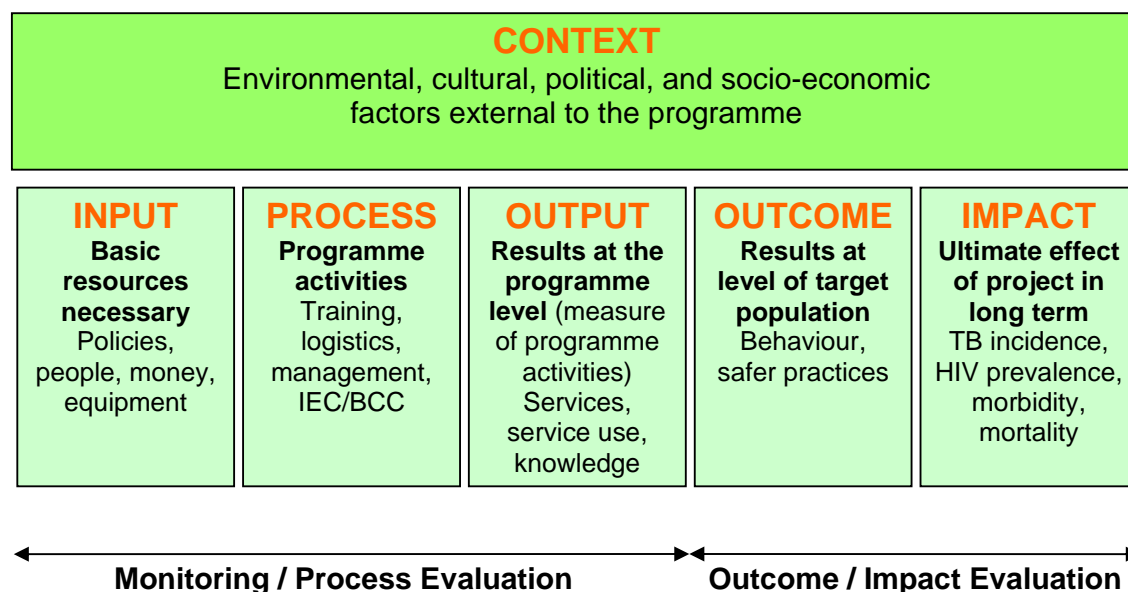 CONTEXT
Environmental, cultural, political, and socio-economic
factors external to the programme
INPUT
Basic
resources
necessary
Policies,
people, money,
equipment
PROCESS
Programme
activities
Training,
logistics,
management,
IEC/BCC
OUTPUT
Results at the
programme
level (measure
of programme
activities)
Services,
service use,
knowledge
OUTCOME
Results at
level of target
population
Behaviour,
safer practices
IMPACT
Ultimate effect
of project in
long term
TB incidence,
HIV prevalence,
morbidity,
mortality
Monitoring / Process Evaluation
Outcome / Impact Evaluation